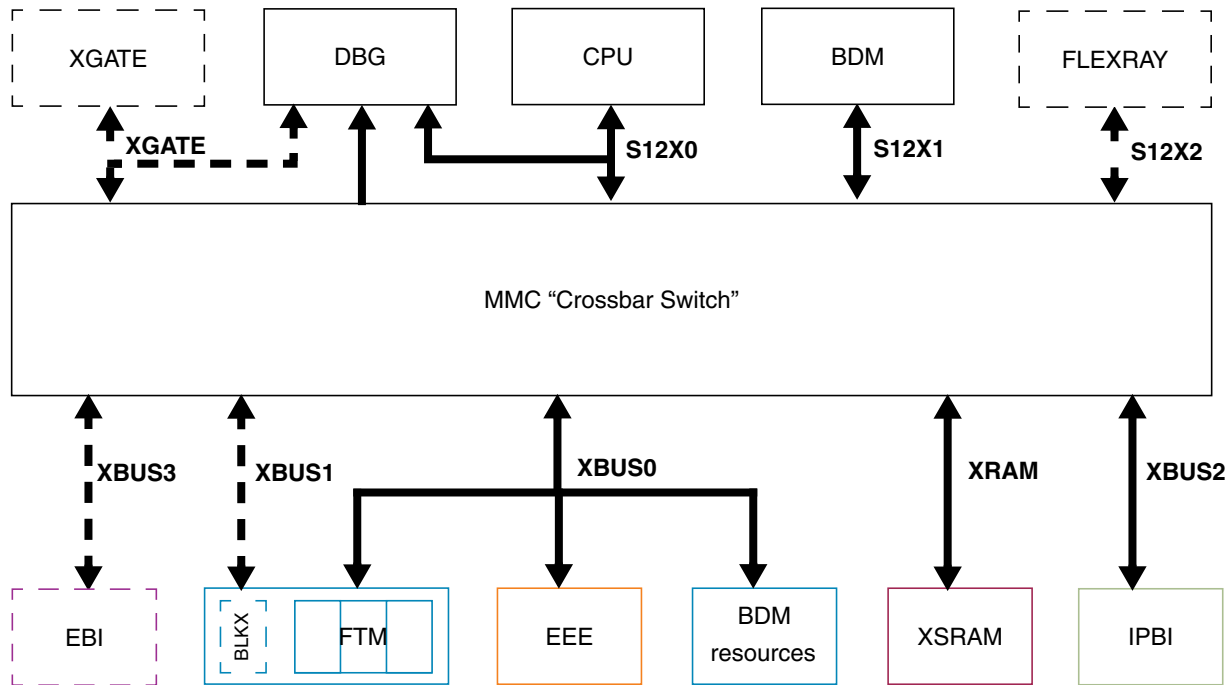 XGATE
DBG
CPU
BDM
FLEXRAY
XGATE
S12X0
S12X1
S12X2
MMC “Crossbar Switch”
XBUS3
XBUS1
XBUS0
XRAM
XBUS2
EBI
BLKX
FTM
EEE
BDM
resources
XSRAM
IPBI